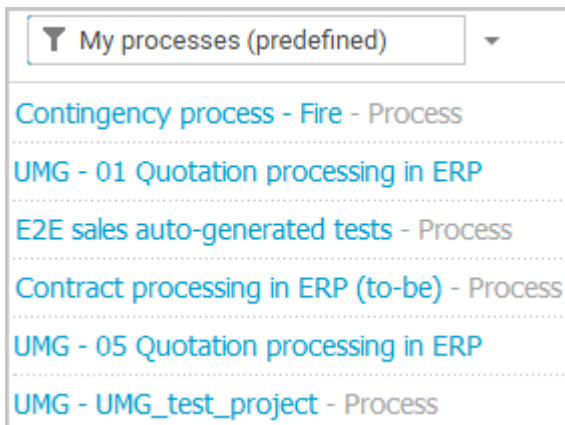 My processes (predefined)
Contingency process - Fire - Process
UMG - 01 Quotation processing in ERP
E2E sales auto-generated tests - Process
Contract processing in ERP (to-be) - Process
UMG - 05 Quotation processing in ERP
UMG - UMG_test_project - Process